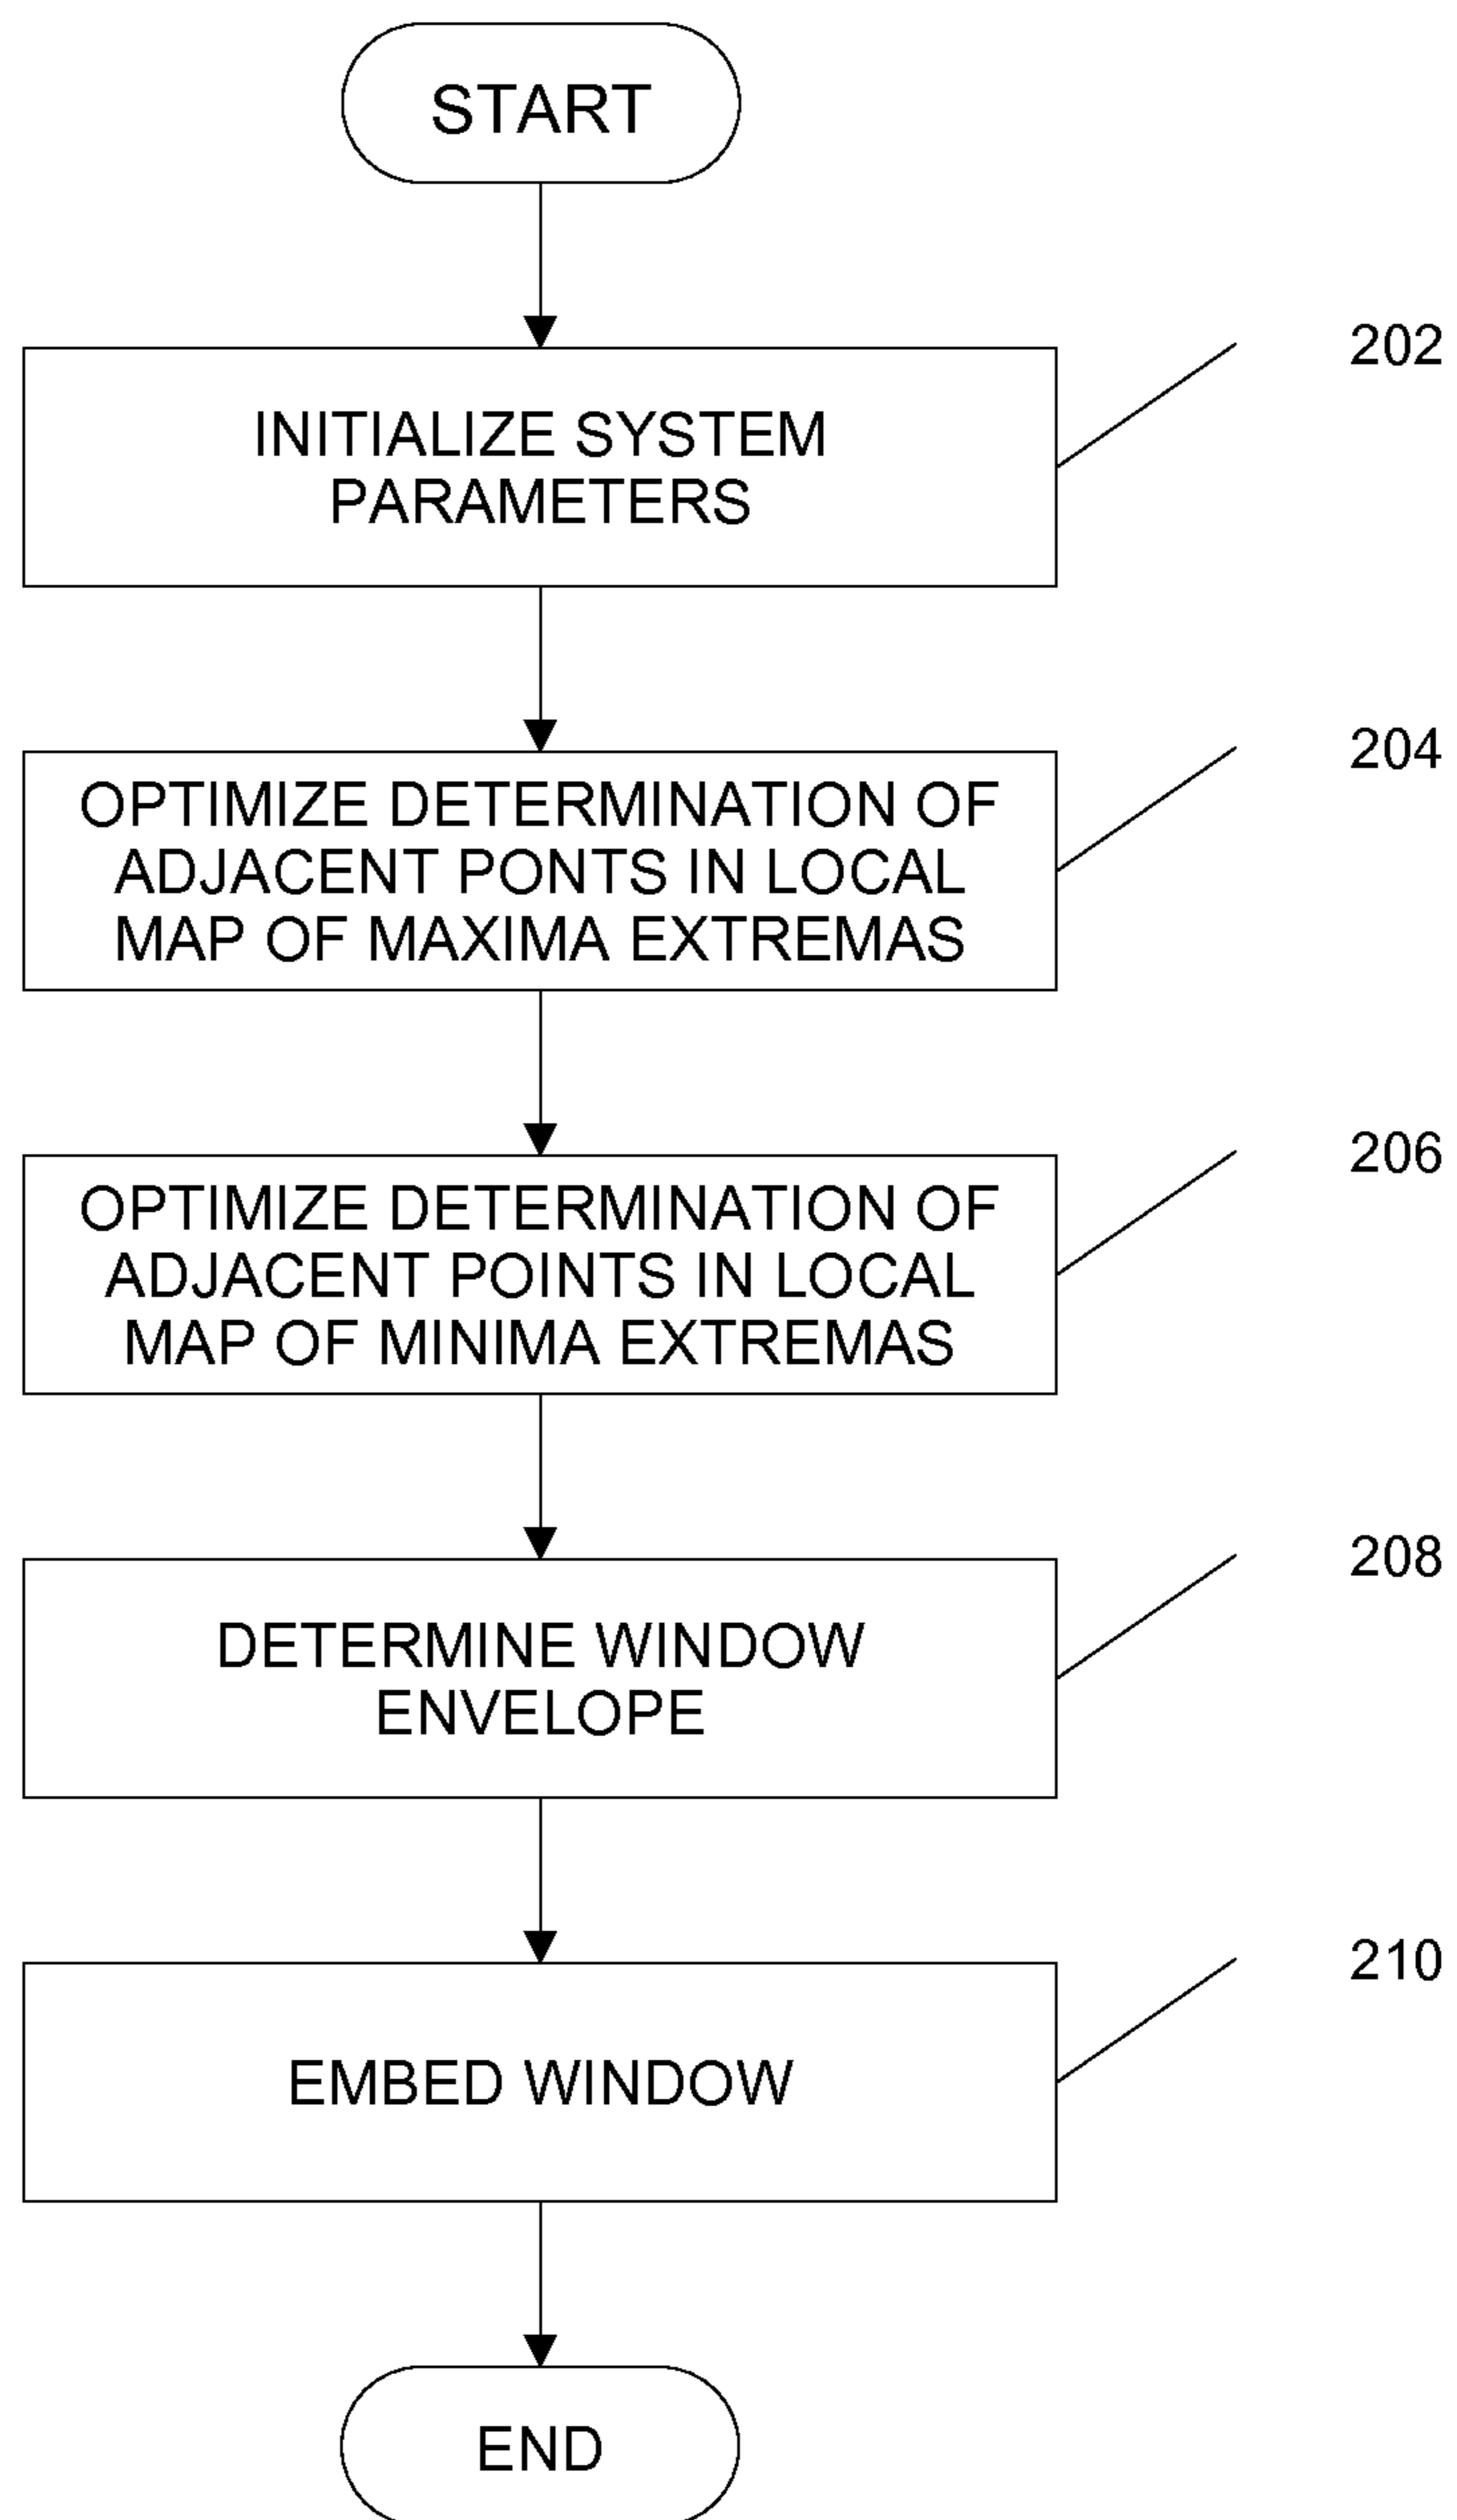 START
202
INITIALIZE SYSTEM
PARAMETERS
204
OPTIMIZE DETERMINATION OF
ADJACENT PONTS IN LOCAL
MAP OF MAXIMA EXTREMAS
206
OPTIMIZE DETERMINATION OF
ADJACENT POINTS IN LOCAL
MAP OF MINIMA EXTREMAS
208
DETERMINE WINDOW
ENVELOPE
210
EMBED WINDOW
END